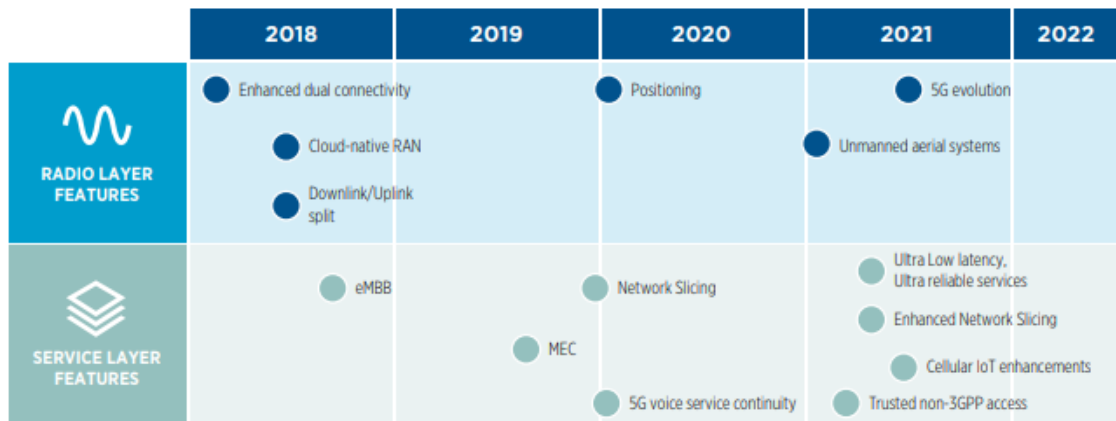 2018 2019 2020 2021 2022
RADIO LAYER
FEATURES
Enhanced dual connectivity
Positioning
5G evolution
Cloud-native RAN
Unmanned aerial systems
Downlink/Uplink
split
SERVICE LAYER
FEATURES
Ultra Low latency,
Ultra reliable services
eMBB
Network Slicing
Enhanced Network Slicing
MEC
Cellular IoT enhancements
5G voice service continuity
Trusted non-3GPP access